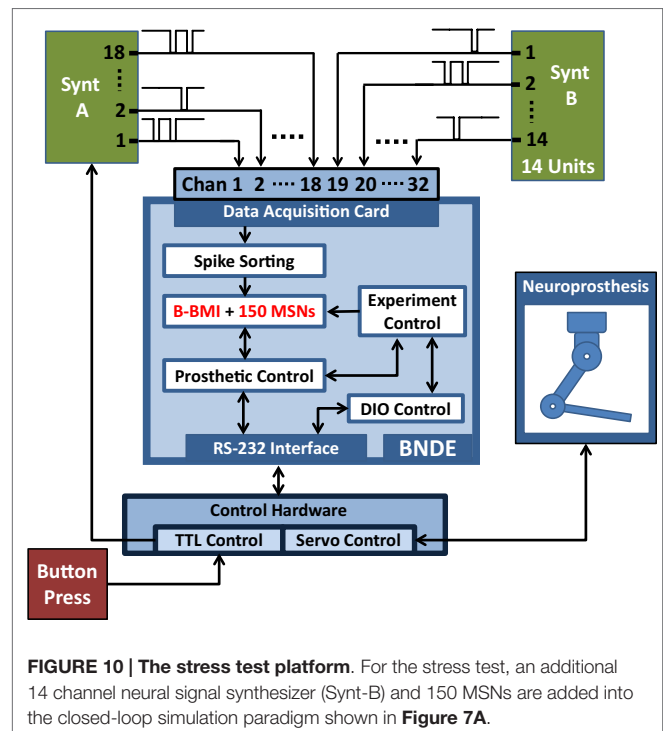 18
Synt
A
2
1
1
Synt
2
B
14
14 Units
Chan 1 2 ···· 18 19 20 ···· 32
Data Acquisition Card
Spike Sorting
B-BMI + 150 MSNs
Experiment
Control
Prosthetic Control
DIO Control
RS-232 Interface
BNDE
Neuroprosthesis
Control Hardware
TTL Control
Servo Control
Button
Press
FIGURE 10 | The stress test platform. For the stress test, an additional
14 channel neural signal synthesizer (Synt-B) and 150 MSNs are added into
the closed-loop simulation paradigm shown in Figure 7A.